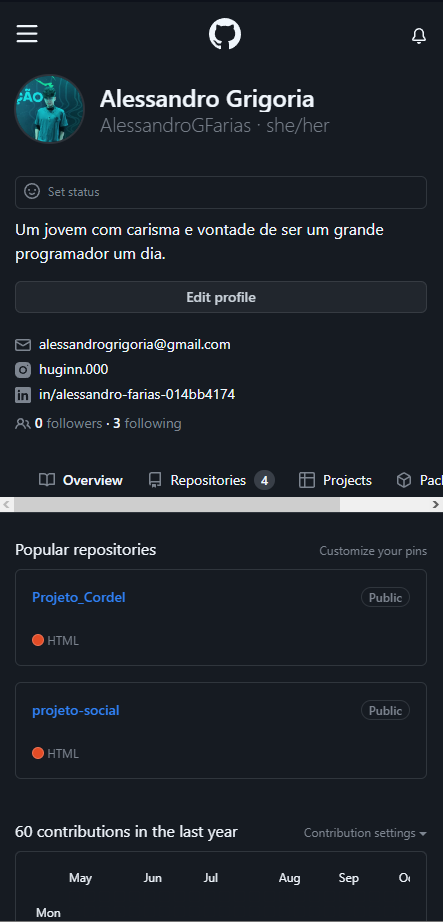 ÇÃO
Alessandro Grigoria
AlessandroGFarias · she/her
Set status
Um jovem com carisma e vontade de ser um grande
programador um dia.
Edit profile
alessandrogrigoria@gmail.com
huginn.000
in/alessandro-farias-014bb4174
0 followers · 3 following
Overview Repositories 4 Projects Pac
Popular repositories Customize your pins
Projeto_Cordel Public
HTML
projeto-social Public
HTML
60 contributions in the last year Contribution settings
May Jun Jul Aug Sep Oc
Mon